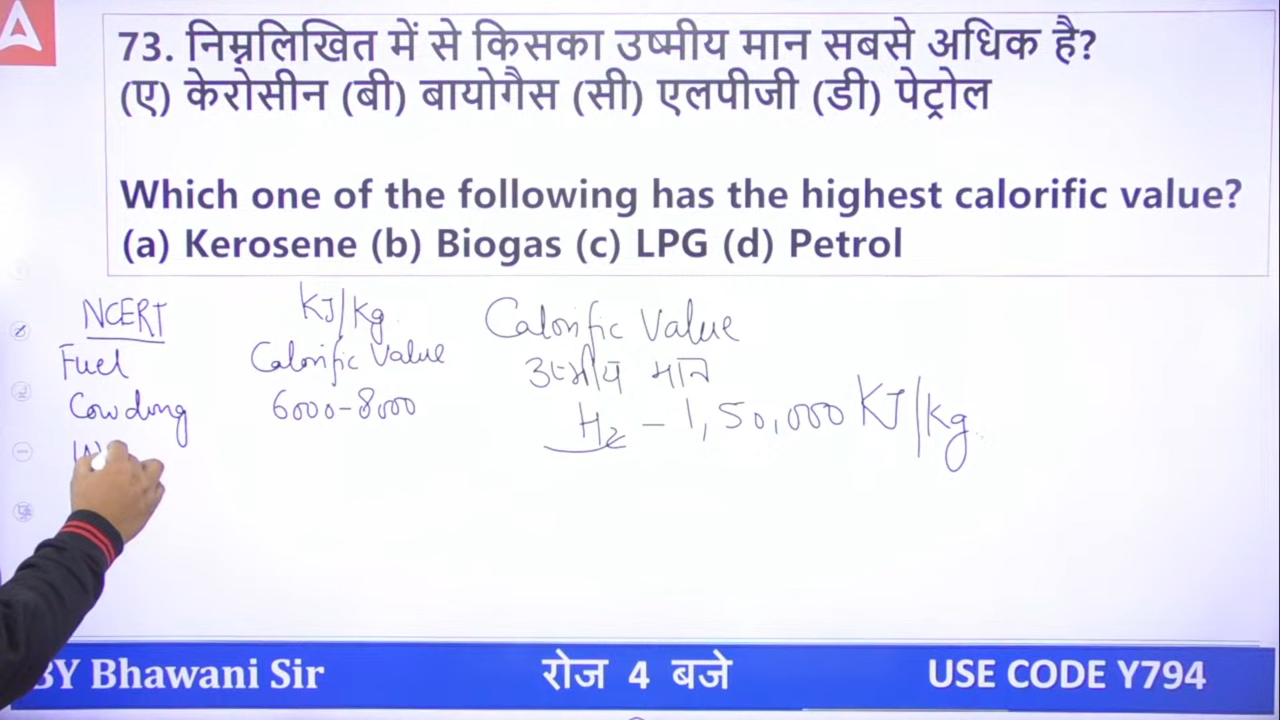 73. निम्नलिखित में से किसका उष्मीय मान सबसे अधिक है?
(ए) केरोसीन (बी) बायोगैस (सी) एलपीजी (डी) पेट्रोल
Which one of the following has the highest calorific value?
(a) Kerosene (b) Biogas (c) LPG (d) Petrol
NCERT KJ/kg
Fuel Calorific Value
Cowdung 6000-8000
Calorific Value
उष्मीय मान
H2 - 1,50,000 KJ/kg
BY Bhawani Sir रोज 4 बजे USE CODE Y794